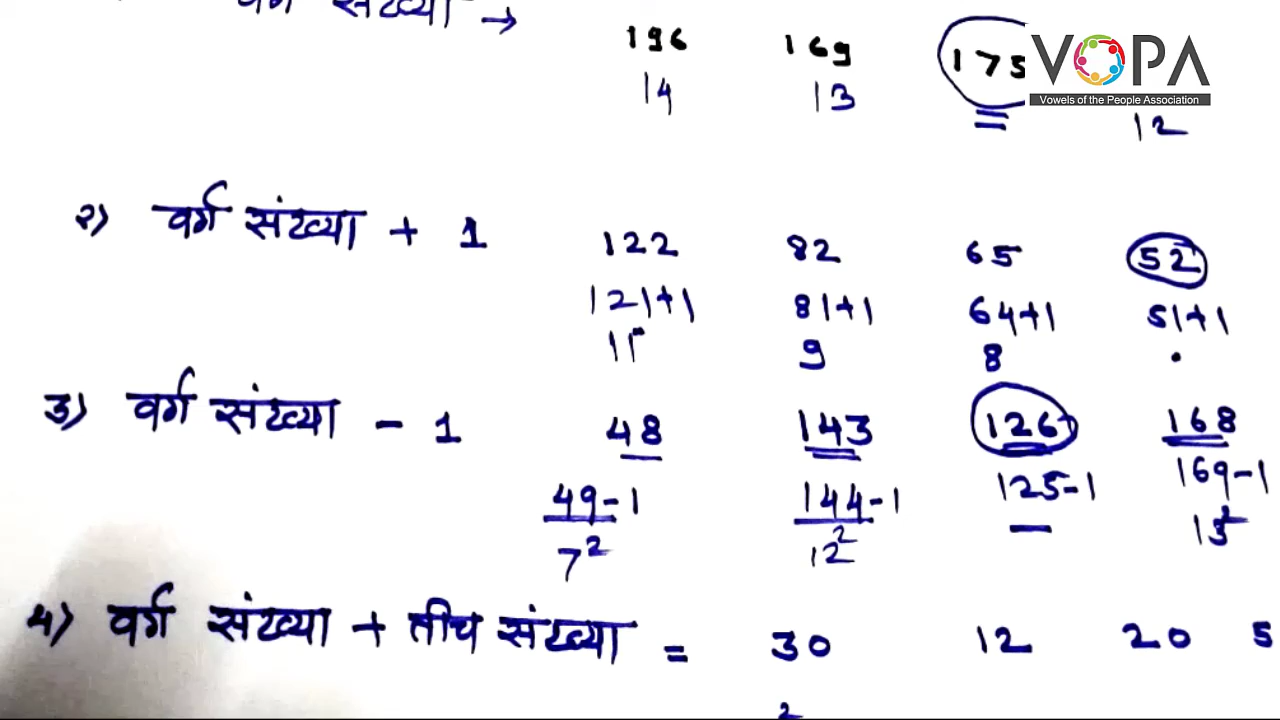 वर्ग संख्या → 196 169 175
14 13 12
VOPA
Vowels of the People Association
२) वर्ग संख्या + 1 122 82 65 52
121+1 81+1 64+1 51+1
11² 9 8
3) वर्ग संख्या - 1 48 143 126 168
49-1 144-1 125-1 169-1
7² 12² 13²
4) वर्ग संख्या + तीच संख्या = 30 12 20 5
2